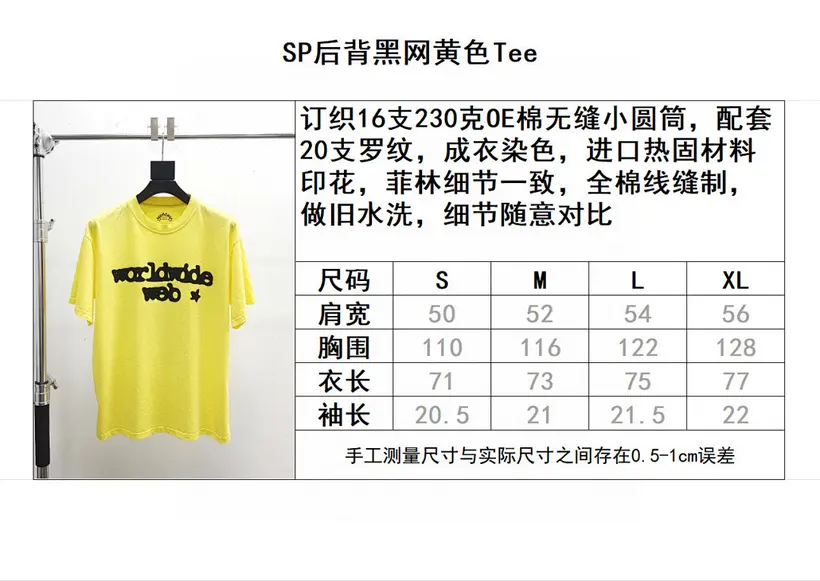 SP后背黑网黄色Tee
订织16支230克OE棉无缝小圆筒，配套
20支罗纹，成衣染色，进口热固材料
印花，菲林细节一致，全棉线缝制，
做旧水洗，细节随意对比
worldwide
web
尺码 S M L XL
肩宽 50 52 54 56
胸围 110 116 122 128
衣长 71 73 75 77
袖长 20.5 21 21.5 22
手工测量尺寸与实际尺寸之间存在0.5-1cm误差